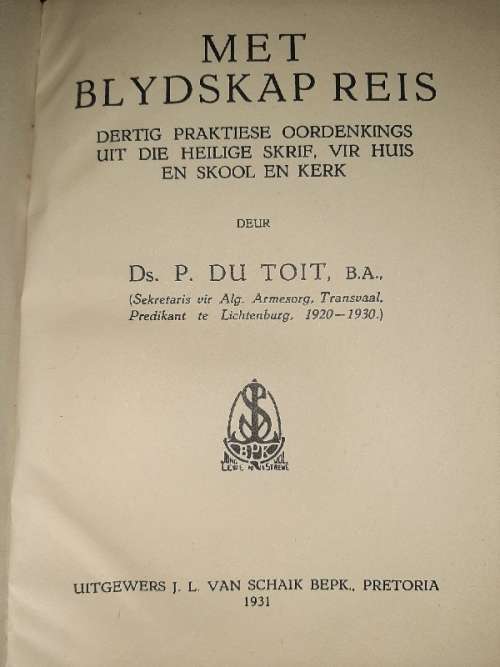 MET
BLYDSKAP REIS
DERTIG PRAKTIESE OORDENKINGS
UIT DIE HEILIGE SKRIF, VIR HUIS
EN SKOOL EN KERK
DEUR
Ds. P. DU TOIT, B.A.,
(Sekretaris vir Alg. Armesorg, Transvaal,
Predikant te Lichtenburg, 1920—1930.)
BPK
UITGEWERS J. L. VAN SCHAIK BEPK., PRETORIA
1931